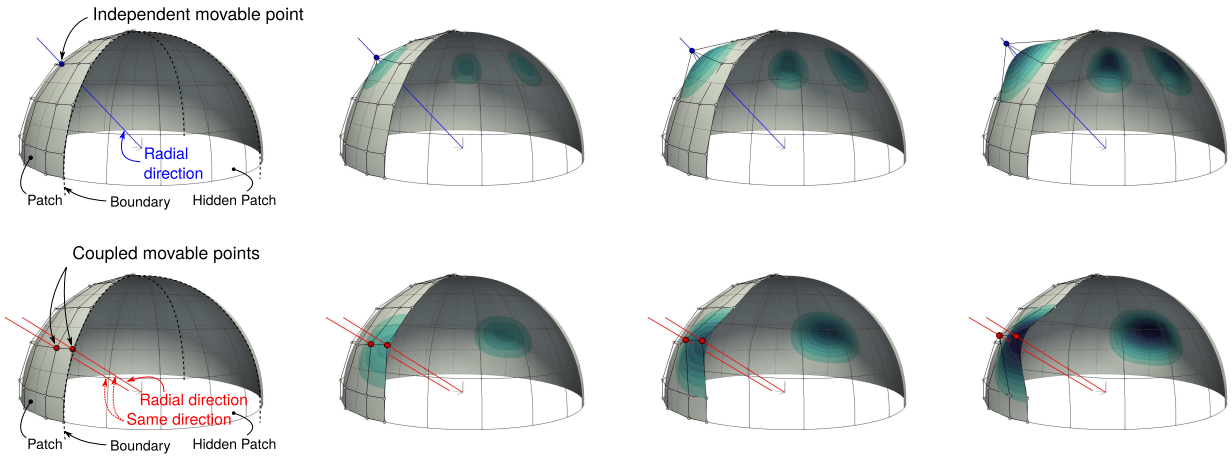 Independent movable point
Radial
direction
Patch
Boundary
Hidden Patch
Coupled movable points
Radial direction
Same direction
Patch
Boundary
Hidden Patch